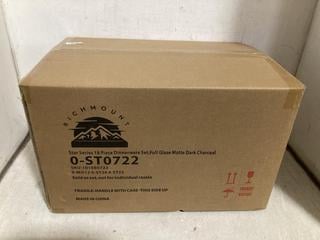 RICHMOUNT
Star Series 16 Piece Dinnerware Set,Full Glaze Matte Dark Charcoal
0-ST0722
Sold as set, not for individual resale
FRAGILE: HANDLE WITH CARE -THIS SIDE UP
MADE IN CHINA